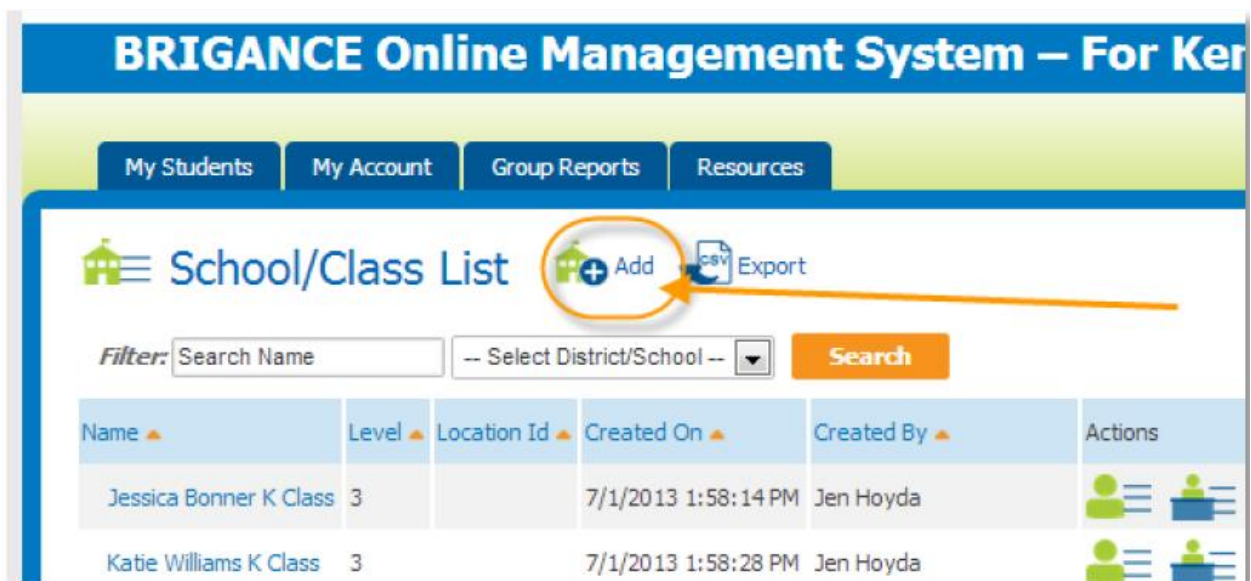 BRIGANCE Online Management System – For Ken
My Students My Account Group Reports Resources
School/Class List Add CSV Export
Filter: Search Name -- Select District/School -- Search
Name Level Location Id Created On Created By Actions
Jessica Bonner K Class 3 7/1/2013 1:58:14 PM Jen Hoyda
Katie Williams K Class 3 7/1/2013 1:58:28 PM Jen Hoyda